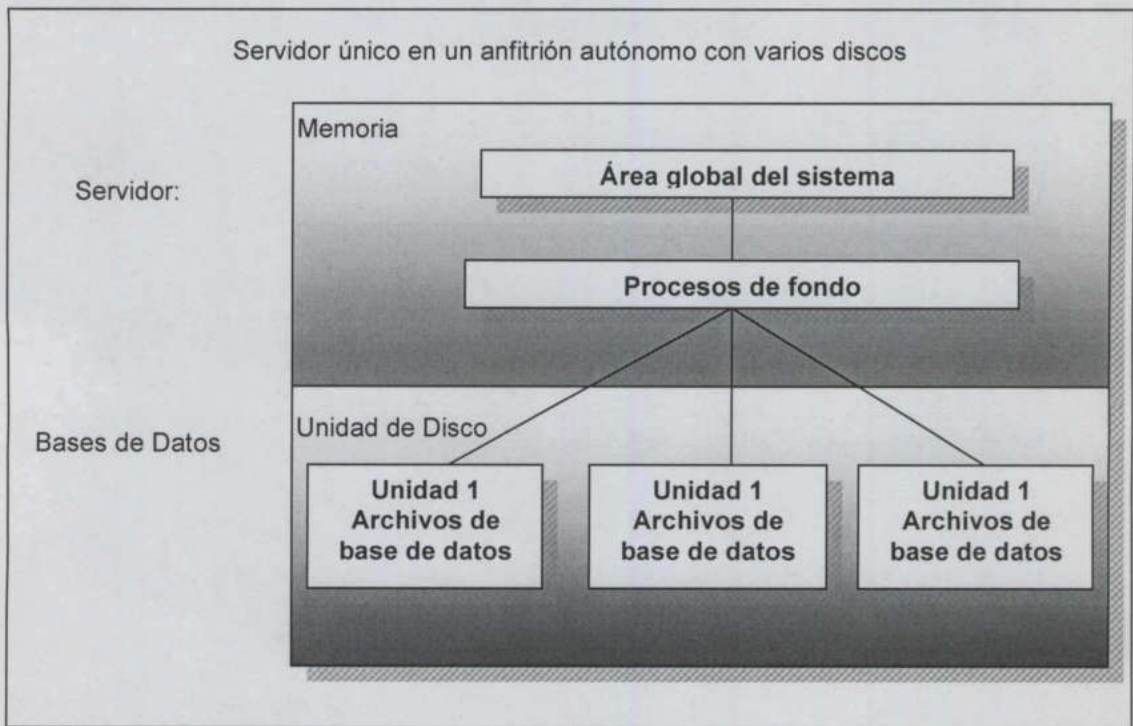 Servidor único en un anfitrión autónomo con varios discos
Memoria
Área global del sistema
Servidor:
Procesos de fondo
Bases de Datos
Unidad de Disco
Unidad 1
Archivos de
base de datos
Unidad 1
Archivos de
base de datos
Unidad 1
Archivos de
base de datos